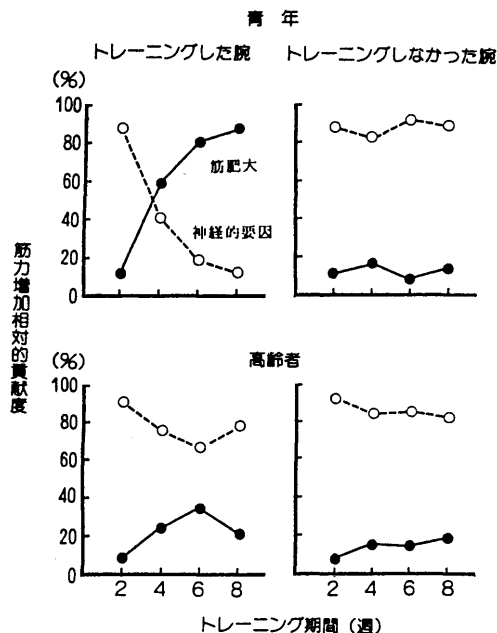 青 年
トレーニングした腕 トレーニングしなかった腕
(%)
100
80
60
40
20
0
筋肥大
神経的要因
筋力増加相対的貢献度
高齢者
(%)
100
80
60
40
20
0
2 4 6 8 2 4 6 8
トレーニング期間（週）